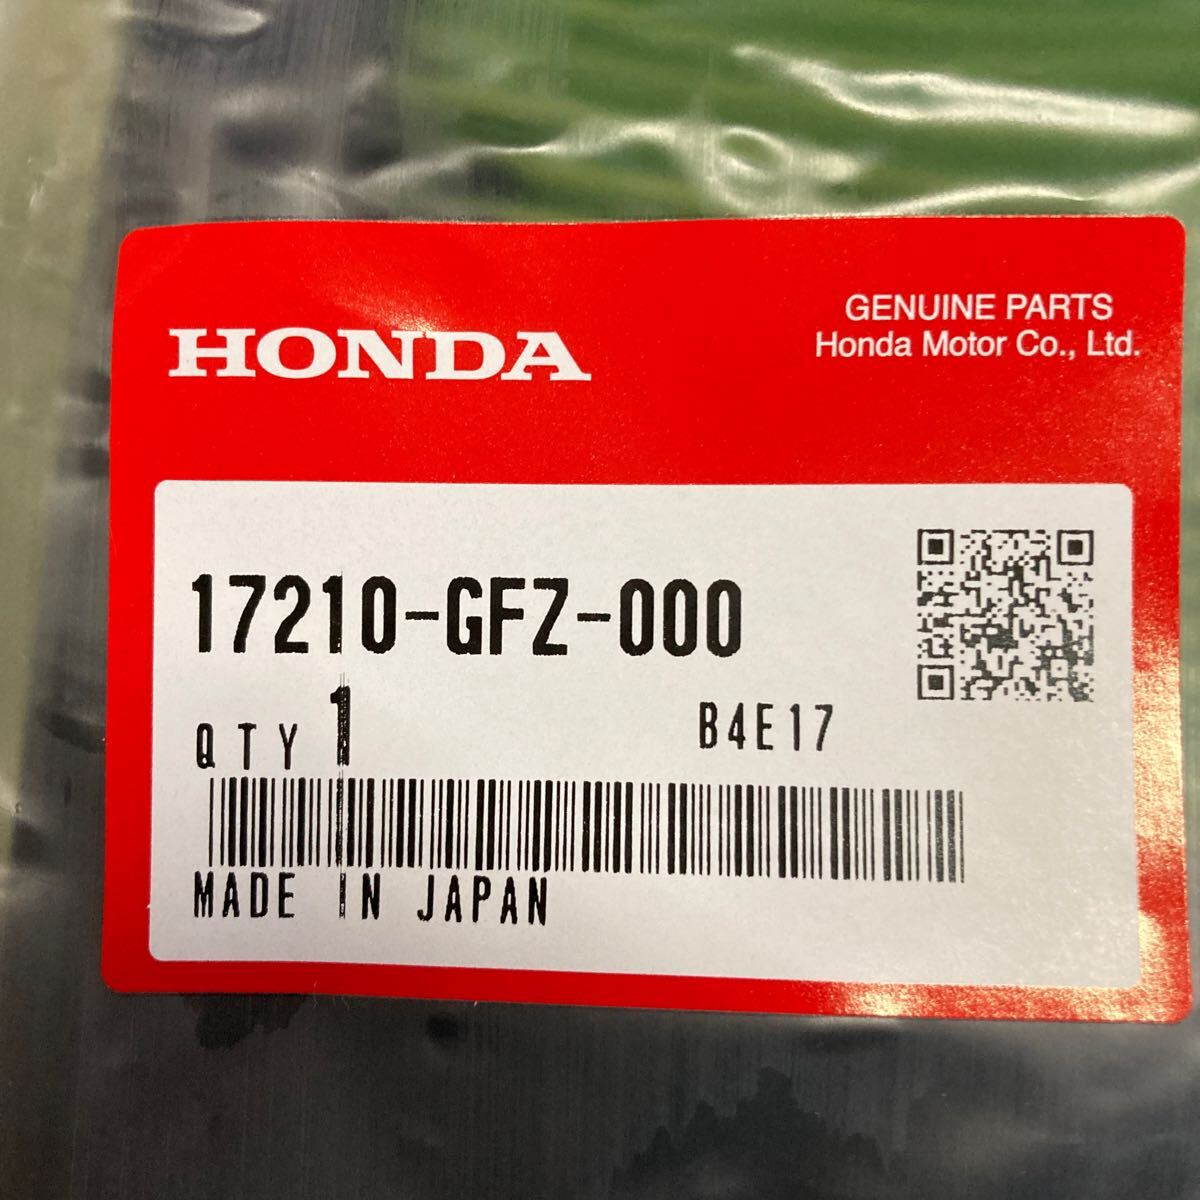 HONDA
GENUINE PARTS
Honda Motor Co., Ltd.
17210-GFZ-000
QTY 1
B4E17
MADE IN JAPAN